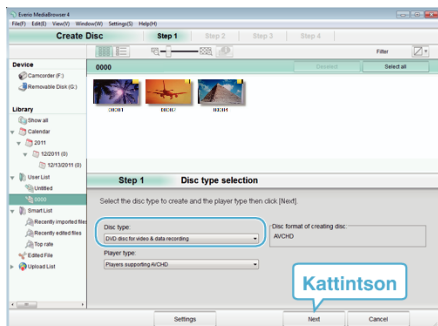 Everio MediaBrowser 4
File(F) Edit(E) View(V) Window(W) Settings(S) Help(H)
Create Disc Step 1 Step 2 Step 3 Step 4
Filter
Device
Camcorder (F:)
Removable Disk (G:)
0000
Deselect Select all
Library
Show all
Calendar
2011
12/2011 (0)
12/13/2011 (0)
User List
Untitled
0000
Smart List
Recently imported files
Recently edited files
Top rate
Edited File
Upload List
Step 1 Disc type selection
Select the disc type to create and the player type then click [Next].
Disc type:
DVD disc for video & data recording
Disc format of creating disc:
AVCHD
Player type:
Players supporting AVCHD
Kattintson
Settings Next Cancel